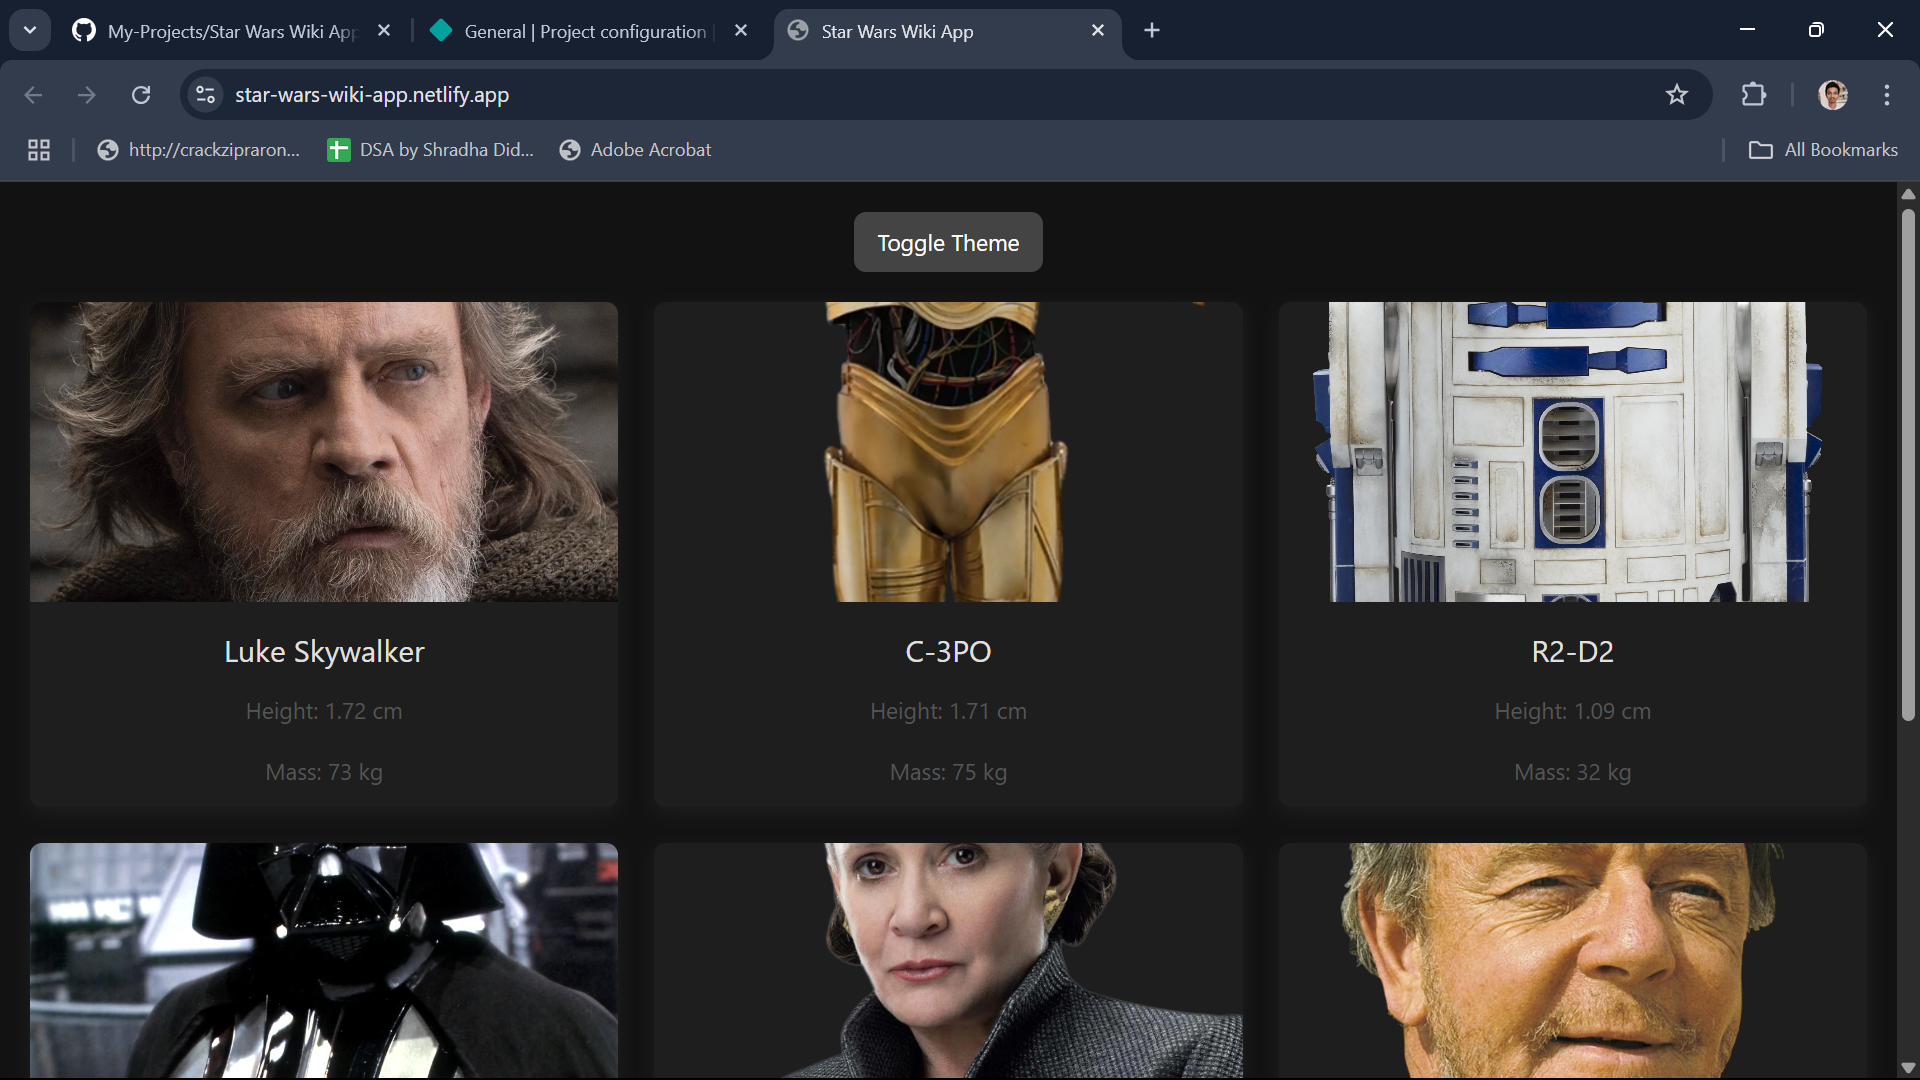 My-Projects/Star Wars Wiki App
General | Project configuration
Star Wars Wiki App
star-wars-wiki-app.netlify.app
http://crackzipraron...
DSA by Shradha Did...
Adobe Acrobat
All Bookmarks
Toggle Theme
Luke Skywalker
Height: 1.72 cm
Mass: 73 kg
C-3PO
Height: 1.71 cm
Mass: 75 kg
R2-D2
Height: 1.09 cm
Mass: 32 kg